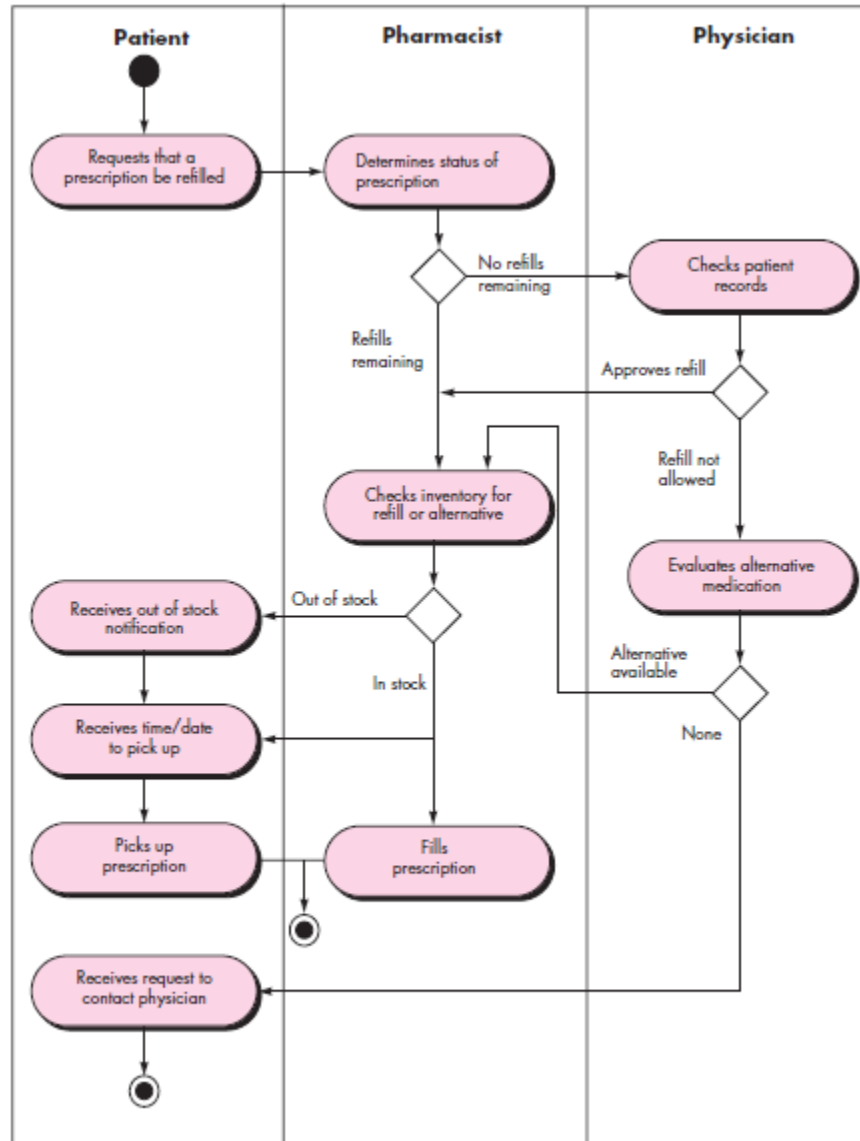 Patient
Pharmacist
Physician
Requests that a
prescription be refilled
Determines status of
prescription
No refills
remaining
Checks patient
records
Refills
remaining
Approves refill
Refill not
allowed
Checks inventory for
refill or alternative
Evaluates alternative
medication
Receives out of stock
notification
Out of stock
Alternative
available
In stock
None
Receives time/date
to pick up
Picks up
prescription
Fills
prescription
Receives request to
contact physician